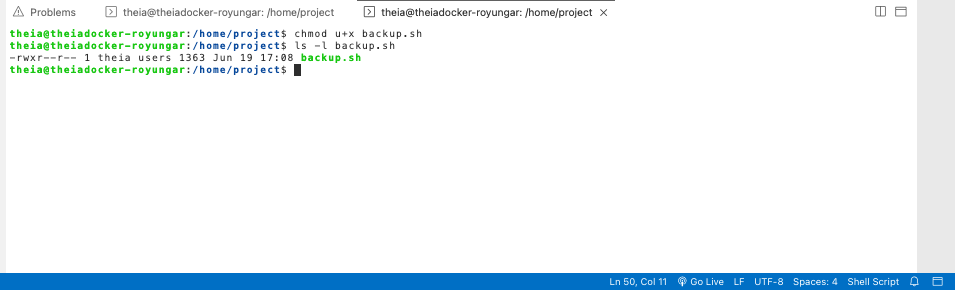 Problems theia@theiadocker-royungar: /home/project theia@theiadocker-royungar: /home/project
theia@theiadocker-royungar:/home/project$ chmod u+x backup.sh
theia@theiadocker-royungar:/home/project$ ls -l backup.sh
-rwxr--r-- 1 theia users 1363 Jun 19 17:08 backup.sh
theia@theiadocker-royungar:/home/project$
Ln 50, Col 11 Go Live LF UTF-8 Spaces: 4 Shell Script